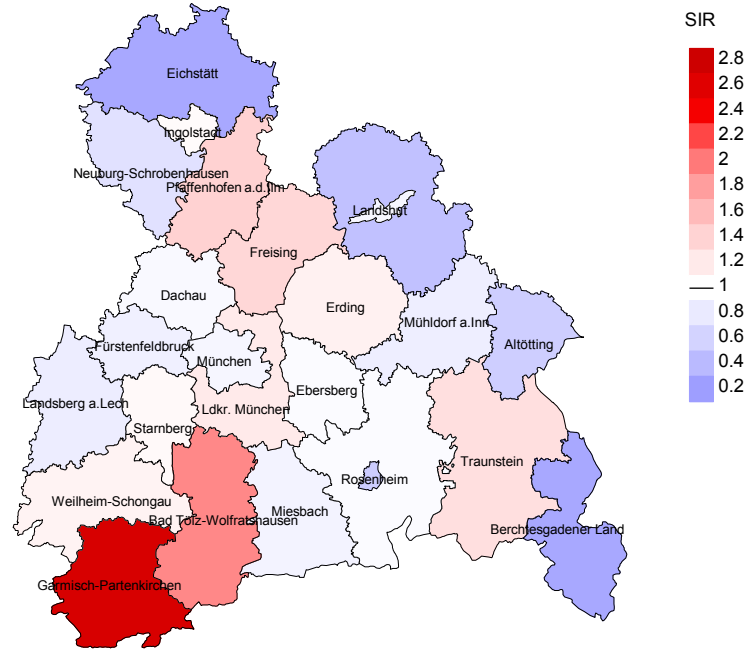 SIR
2.8
2.6
2.4
2.2
2
1.8
1.6
1.4
1.2
1
0.8
0.6
0.4
0.2
Eichstätt
Ingolstadt
Neuburg-Schrobenhausen
Pfaffenhofen a.d.Ilm
Landshut
Freising
Dachau
Erding
Mühldorf a.Inn
Fürstenfeldbruck
Altötting
München
Ebersberg
Landsberg a.Lech
Ldkr. München
Starnberg
Traunstein
Rosenheim
Weilheim-Schongau
Miesbach
Bad Tölz-Wolfratshausen
Berchtesgadener Land
Garmisch-Partenkirchen